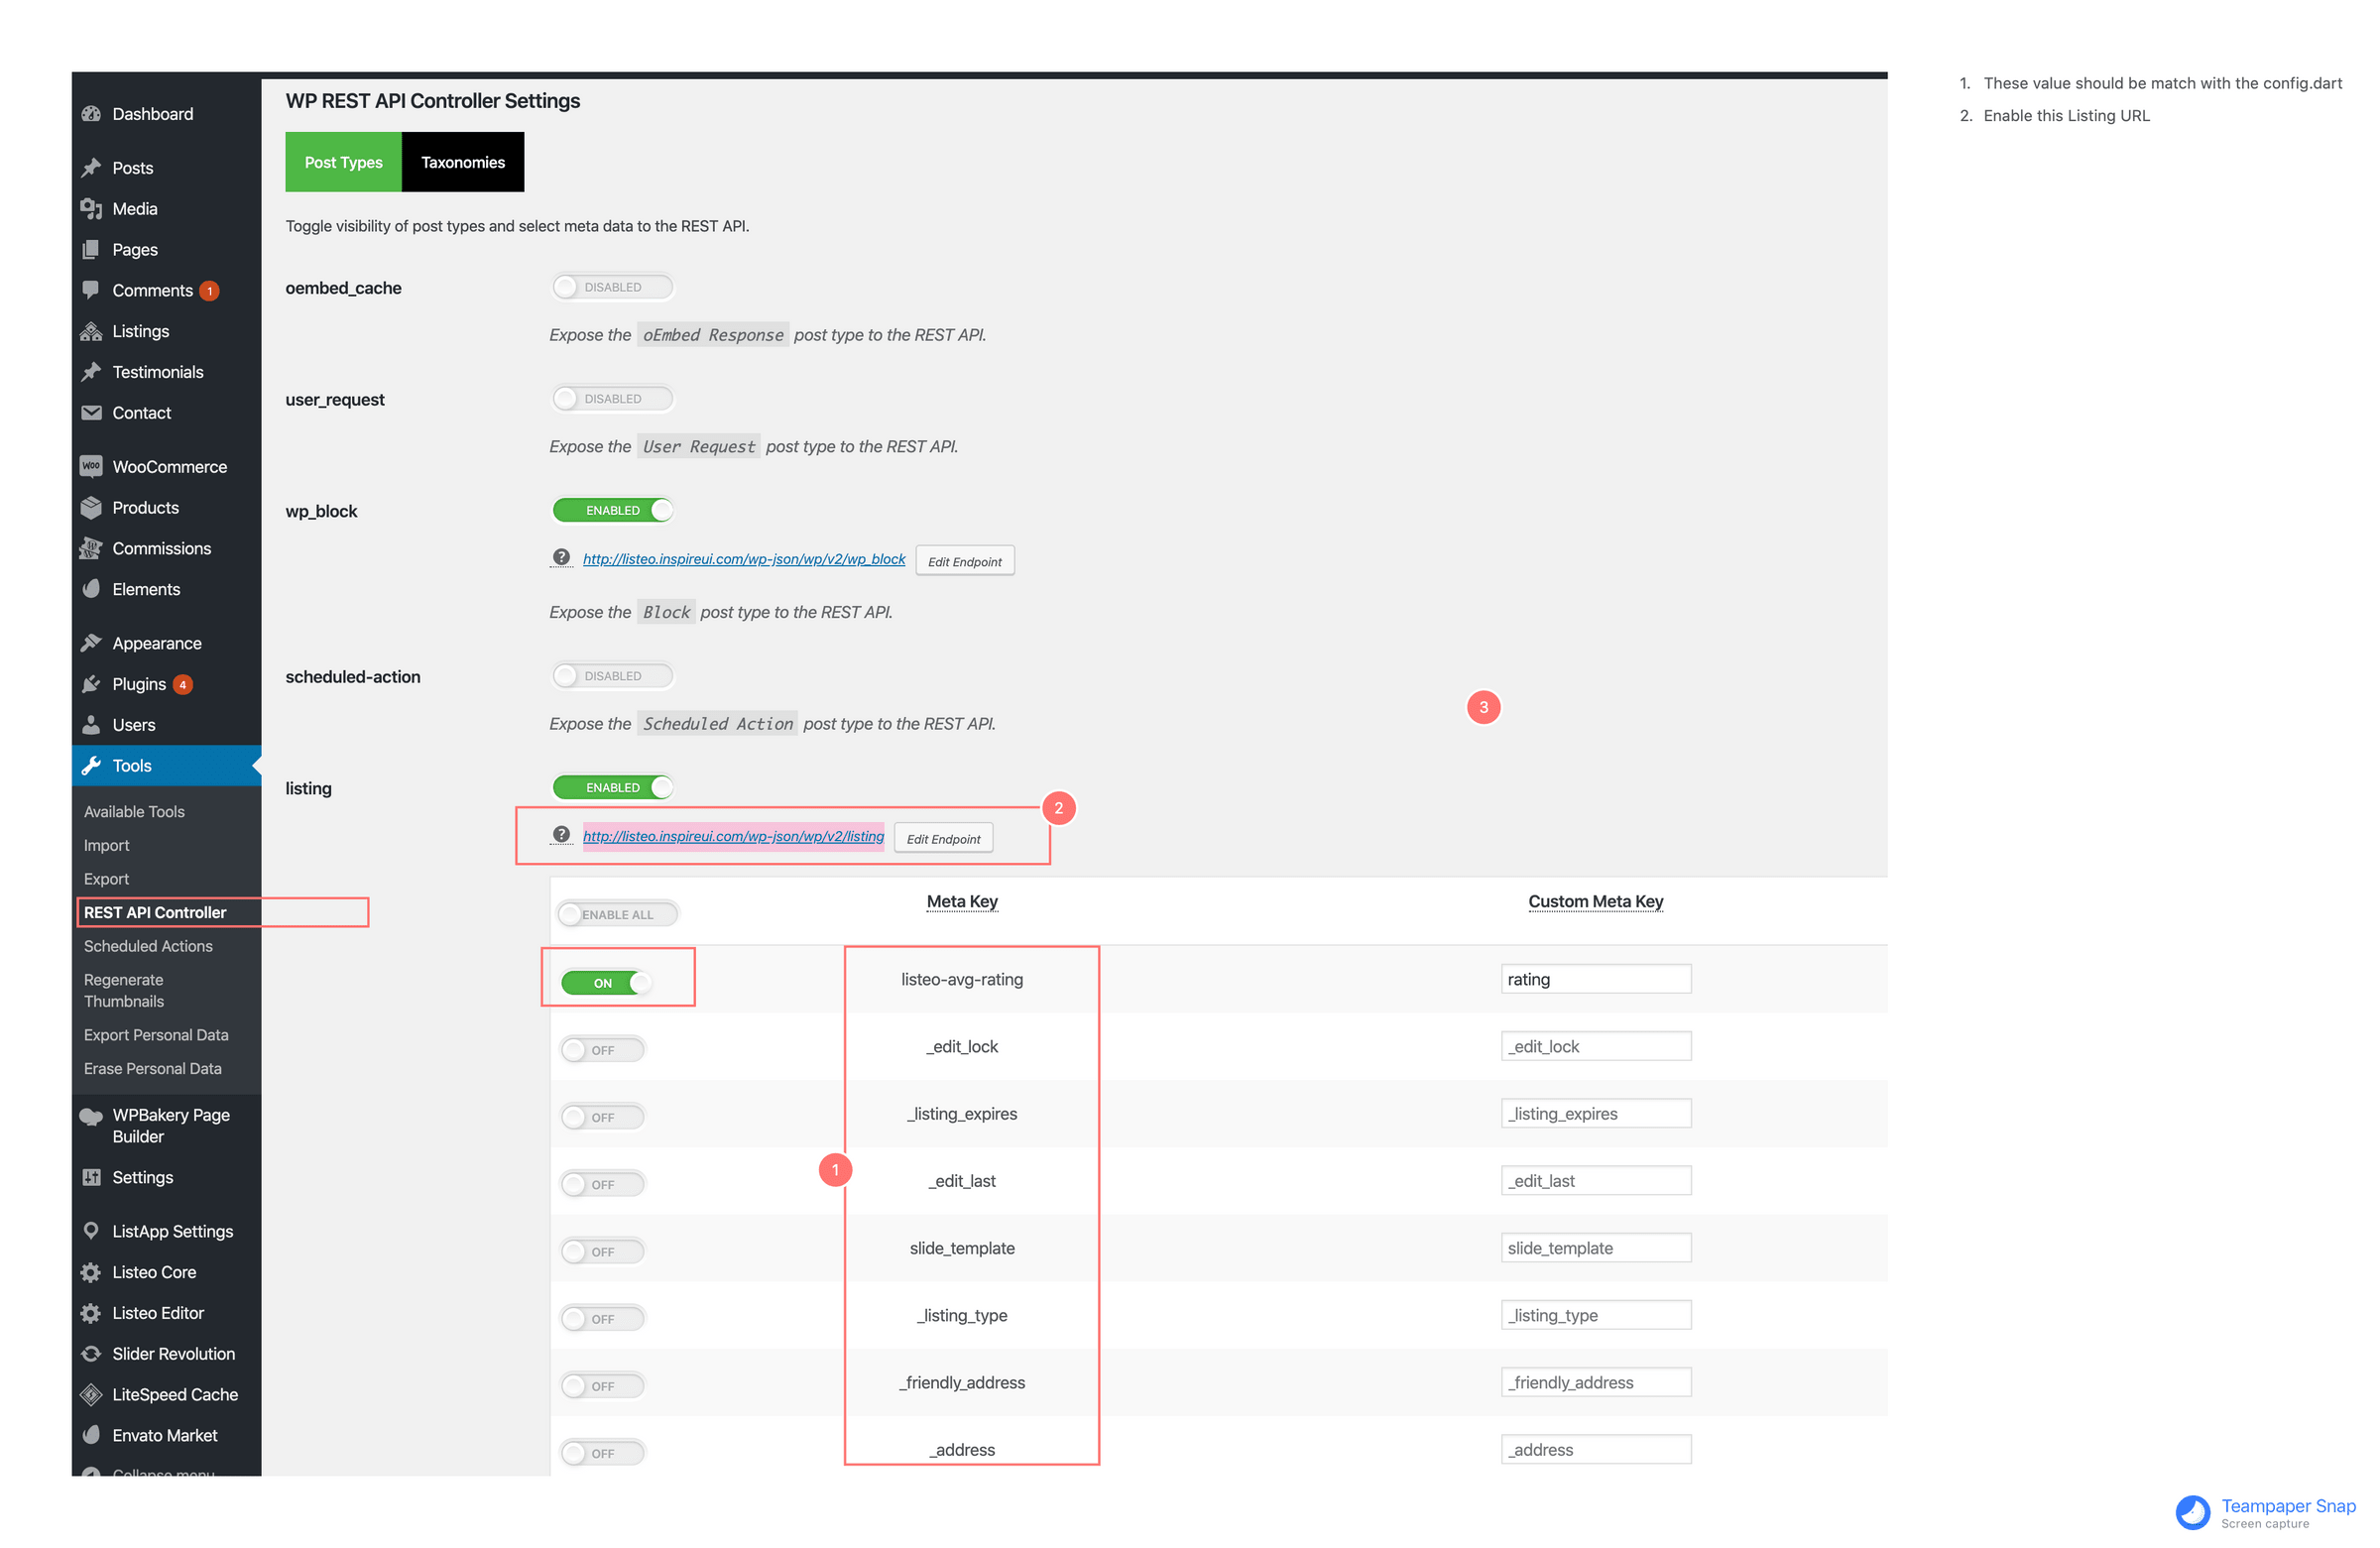 WP REST API Controller Settings
Post Types
Taxonomies
Toggle visibility of post types and select meta data to the REST API.
Dashboard
Posts
Media
Pages
Comments 1
Listings
Testimonials
Contact
WooCommerce
Products
Commissions
Elements
Appearance
Plugins 4
Users
Tools
Available Tools
Import
Export
REST API Controller
Scheduled Actions
Regenerate
Thumbnails
Export Personal Data
Erase Personal Data
WPBakery Page
Builder
Settings
ListApp Settings
Listeo Core
Listeo Editor
Slider Revolution
LiteSpeed Cache
Envato Market
Collapse menu
oembed_cache
DISABLED
Expose the oEmbed Response post type to the REST API.
user_request
DISABLED
Expose the User Request post type to the REST API.
wp_block
ENABLED
? http://listeo.inspireui.com/wp-json/wp/v2/wp_block Edit Endpoint
Expose the Block post type to the REST API.
scheduled-action
DISABLED
Expose the Scheduled Action post type to the REST API.
3
listing
ENABLED
2
? http://listeo.inspireui.com/wp-json/wp/v2/listing Edit Endpoint
ENABLE ALL Meta Key Custom Meta Key
ON listeo-avg-rating rating
OFF _edit_lock _edit_lock
OFF _listing_expires _listing_expires
1
OFF _edit_last _edit_last
OFF slide_template slide_template
OFF _listing_type _listing_type
OFF _friendly_address _friendly_address
OFF _address _address
1. These value should be match with the config.dart
2. Enable this Listing URL
Teampaper Snap
Screen capture